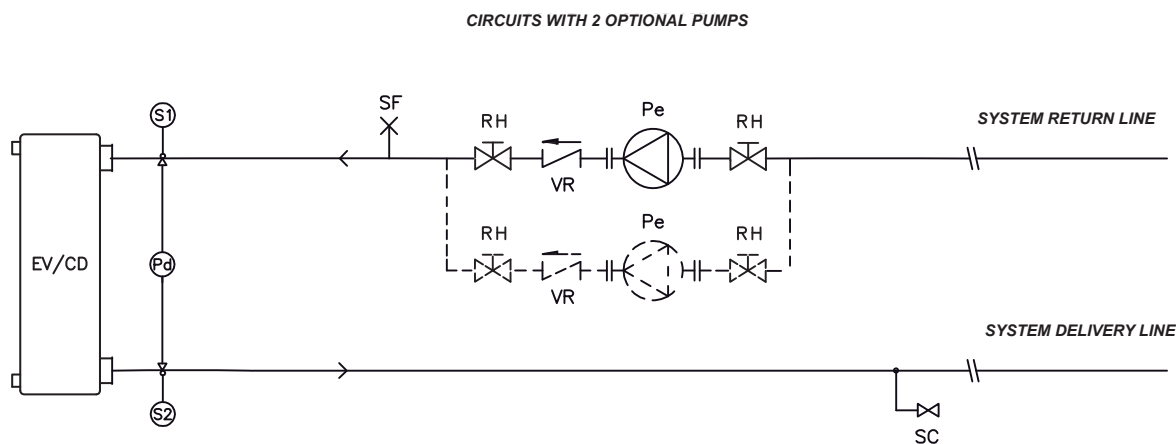 CIRCUITS WITH 2 OPTIONAL PUMPS
S1
SF
RH
Pe
RH
SYSTEM RETURN LINE
VR
EV/CD
Pd
RH
Pe
RH
VR
SYSTEM DELIVERY LINE
S2
SC